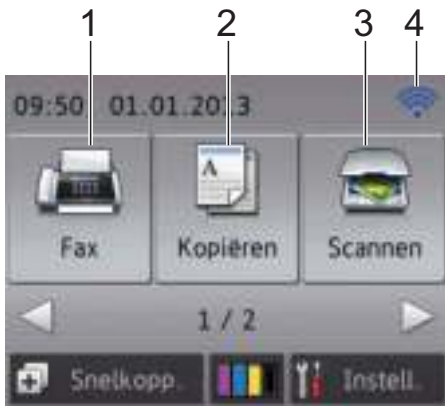 1 2 3 4
09:50 01.01.2013
Fax Kopiëren Scannen
1 / 2
Snelkopp. Instell.